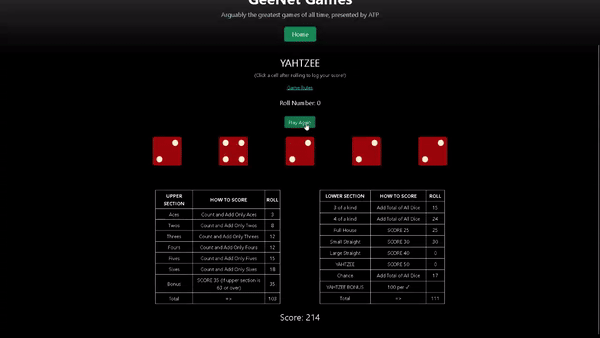 GeeNet Games
Arguably the greatest games of all time, presented by ATP
Home
YAHTZEE
(Click a cell after rolling to log your score!)
Game Rules
Roll Number: 0
Play Again
UPPER SECTION HOW TO SCORE ROLL
Aces Count and Add Only Aces 3
Twos Count and Add Only Twos 8
Threes Count and Add Only Threes 12
Fours Count and Add Only Fours 12
Fives Count and Add Only Fives 15
Sixes Count and Add Only Sixes 18
Bonus SCORE 35 (if upper section is 63 or over) 35
Total => 103
LOWER SECTION HOW TO SCORE ROLL
3 of a kind Add Total of All Dice 15
4 of a kind Add Total of All Dice 24
Full House SCORE 25 25
Small Straight SCORE 30 30
Large Straight SCORE 40 0
YAHTZEE SCORE 50 0
Chance Add Total of All Dice 17
YAHTZEE BONUS 100 per ✓
Total => 111
Score: 214